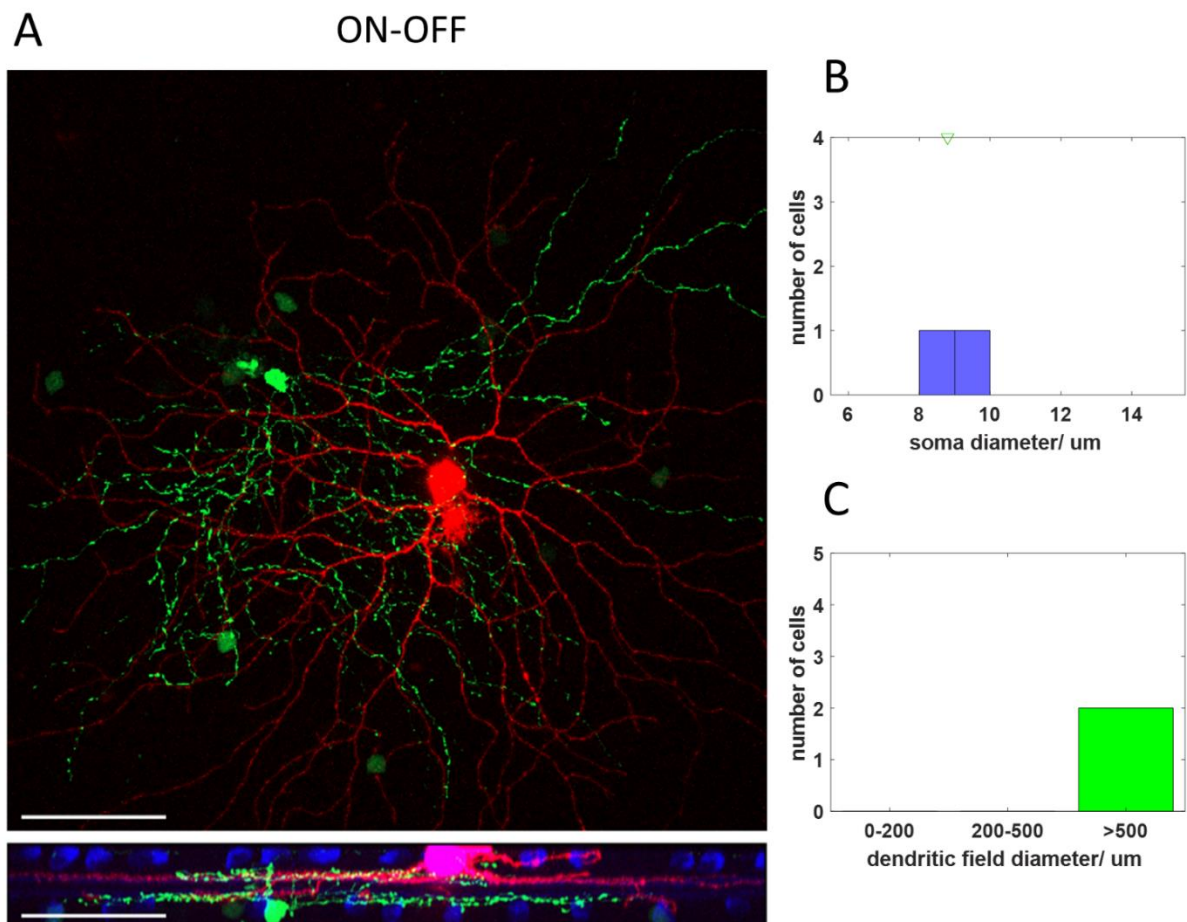 A
ON-OFF
B
4
3
2
1
0
number of cells
6
8
10
12
14
soma diameter/ um
C
5
4
3
2
1
0
number of cells
0-200
200-500
>500
dendritic field diameter/ um